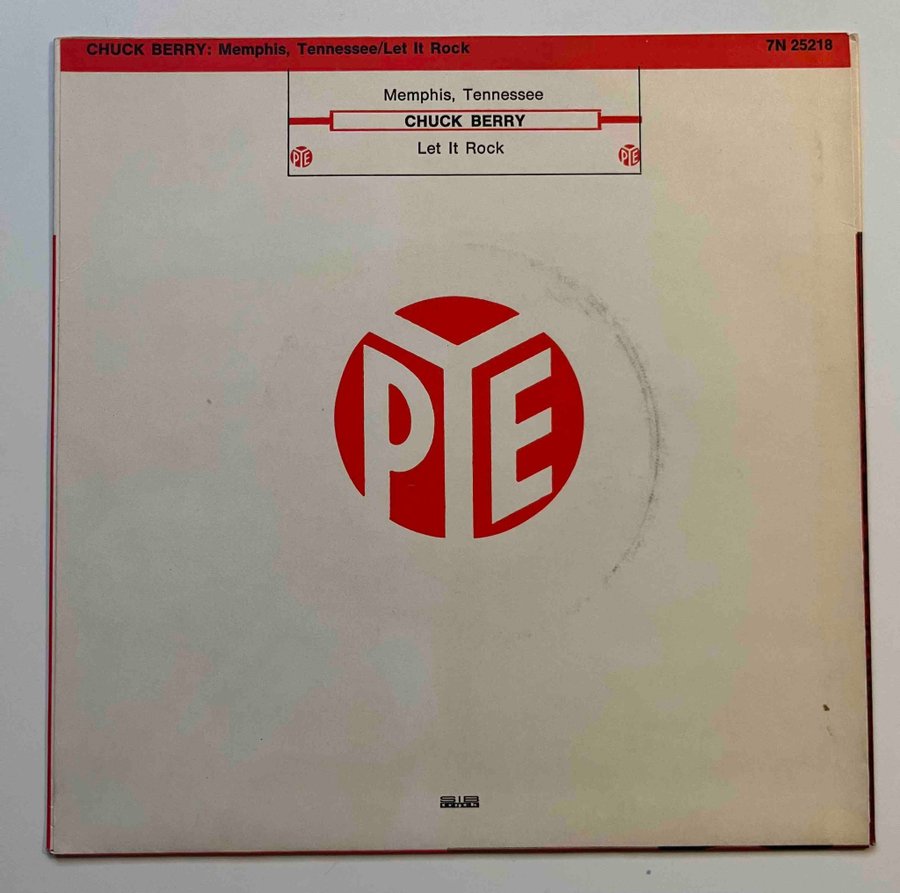 CHUCK BERRY: Memphis, Tennessee/Let It Rock 7N 25218
Memphis, Tennessee
CHUCK BERRY
PYE Let It Rock PYE
PYE